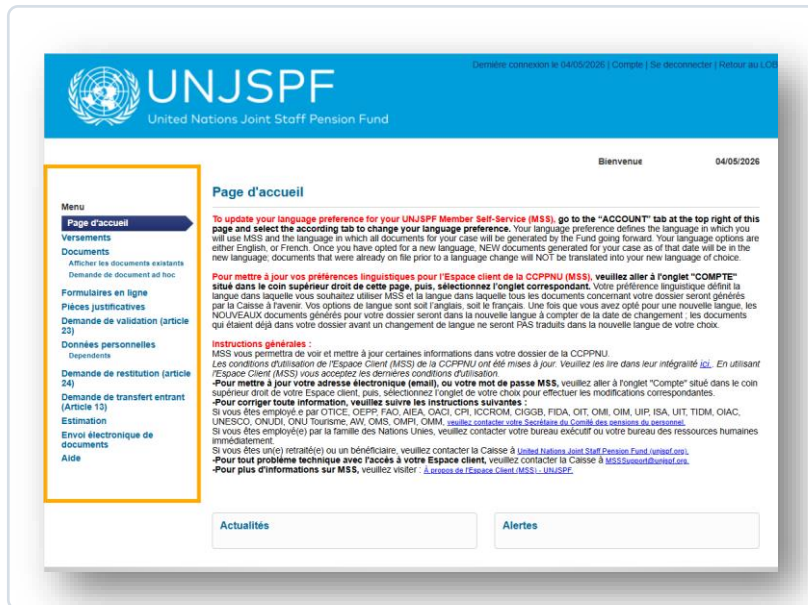 UNJSPF
United Nations Joint Staff Pension Fund
Dernière connexion le 04/05/2026 | Compte | Se deconnecter | Retour au LOB
Bienvenue 04/05/2026
Menu
Page d'accueil
Versements
Documents
Afficher les documents existants
Demande de document ad hoc
Formulaires en ligne
Pièces justificatives
Demande de validation (article
23)
Données personnelles
Dependents
Demande de restitution (article
24)
Demande de transfert entrant
(Article 13)
Estimation
Envoi électronique de
documents
Aide
Page d'accueil
To update your language preference for your UNJSPF Member Self-Service (MSS), go to the “ACCOUNT” tab at the top right of this
page and select the according tab to change your language preference. Your language preference defines the language in which you
will use MSS and the language in which all documents for your case will be generated by the Fund going forward. Your language options are
either English, or French. Once you have opted for a new language, NEW documents generated for your case as of that date will be in the
new language; documents that were already on file prior to a language change will NOT be translated into your new language of choice.
Pour mettre à jour vos préférences linguistiques pour l'Espace client de la CCPPNU (MSS), veuillez aller à l'onglet "COMPTE"
situé dans le coin supérieur droit de cette page, puis, sélectionnez l'onglet correspondant. Votre préférence linguistique définit la
langue dans laquelle vous souhaitez utiliser MSS et la langue dans laquelle tous les documents concernant votre dossier seront générés
par la Caisse à l'avenir. Vos options de langue sont soit l'anglais, soit le français. Une fois que vous avez opté pour une nouvelle langue, les
NOUVEAUX documents générés pour votre dossier seront dans la nouvelle langue à compter de la date de changement ; les documents
qui étaient déjà dans votre dossier avant un changement de langue ne seront PAS traduits dans la nouvelle langue de votre choix.
Instructions générales :
MSS vous permettra de voir et mettre à jour certaines informations dans votre dossier de la CCPPNU.
Les conditions d'utilisation de l'Espace Client (MSS) de la CCPPNU ont été mises à jour. Veuillez les lire dans leur intégralité ici . En utilisant
l'Espace Client (MSS) vous acceptez les dernières conditions d'utilisation.
-Pour mettre à jour votre adresse électronique (email), ou votre mot de passe MSS, veuillez aller à l'onglet "Compte" situé dans le coin
supérieur droit de votre Espace client, puis, sélectionnez l'onglet de votre choix pour effectuer les modifications correspondantes.
-Pour corriger toute information, veuillez suivre les instructions suivantes :
Si vous êtes employé.e par OTICE, OEPP, FAO, AIEA, OACI, CPI, ICCROM, CIGGB, FIDA, OIT, OMI, OIM, UIP, ISA, UIT, TIDM, OIAC,
UNESCO, ONUDI, ONU Tourisme, AW, OMS, OMPI, OMM, veuillez contacter votre Secrétaire du Comité des pensions du personnel.
Si vous êtes employé(e) par la famille des Nations Unies, veuillez contacter votre bureau exécutif ou votre bureau des ressources humaines
immédiatement.
Si vous êtes un(e) retraité(e) ou un bénéficiaire, veuillez contacter la Caisse à United Nations Joint Staff Pension Fund (unjspf.org).
-Pour tout problème technique avec l'accès à votre Espace client, veuillez contacter la Caisse à MSSSupport@unjspf.org.
-Pour plus d'informations sur MSS, veuillez visiter : À propos de l'Espace Client (MSS) - UNJSPF.
Actualités
Alertes